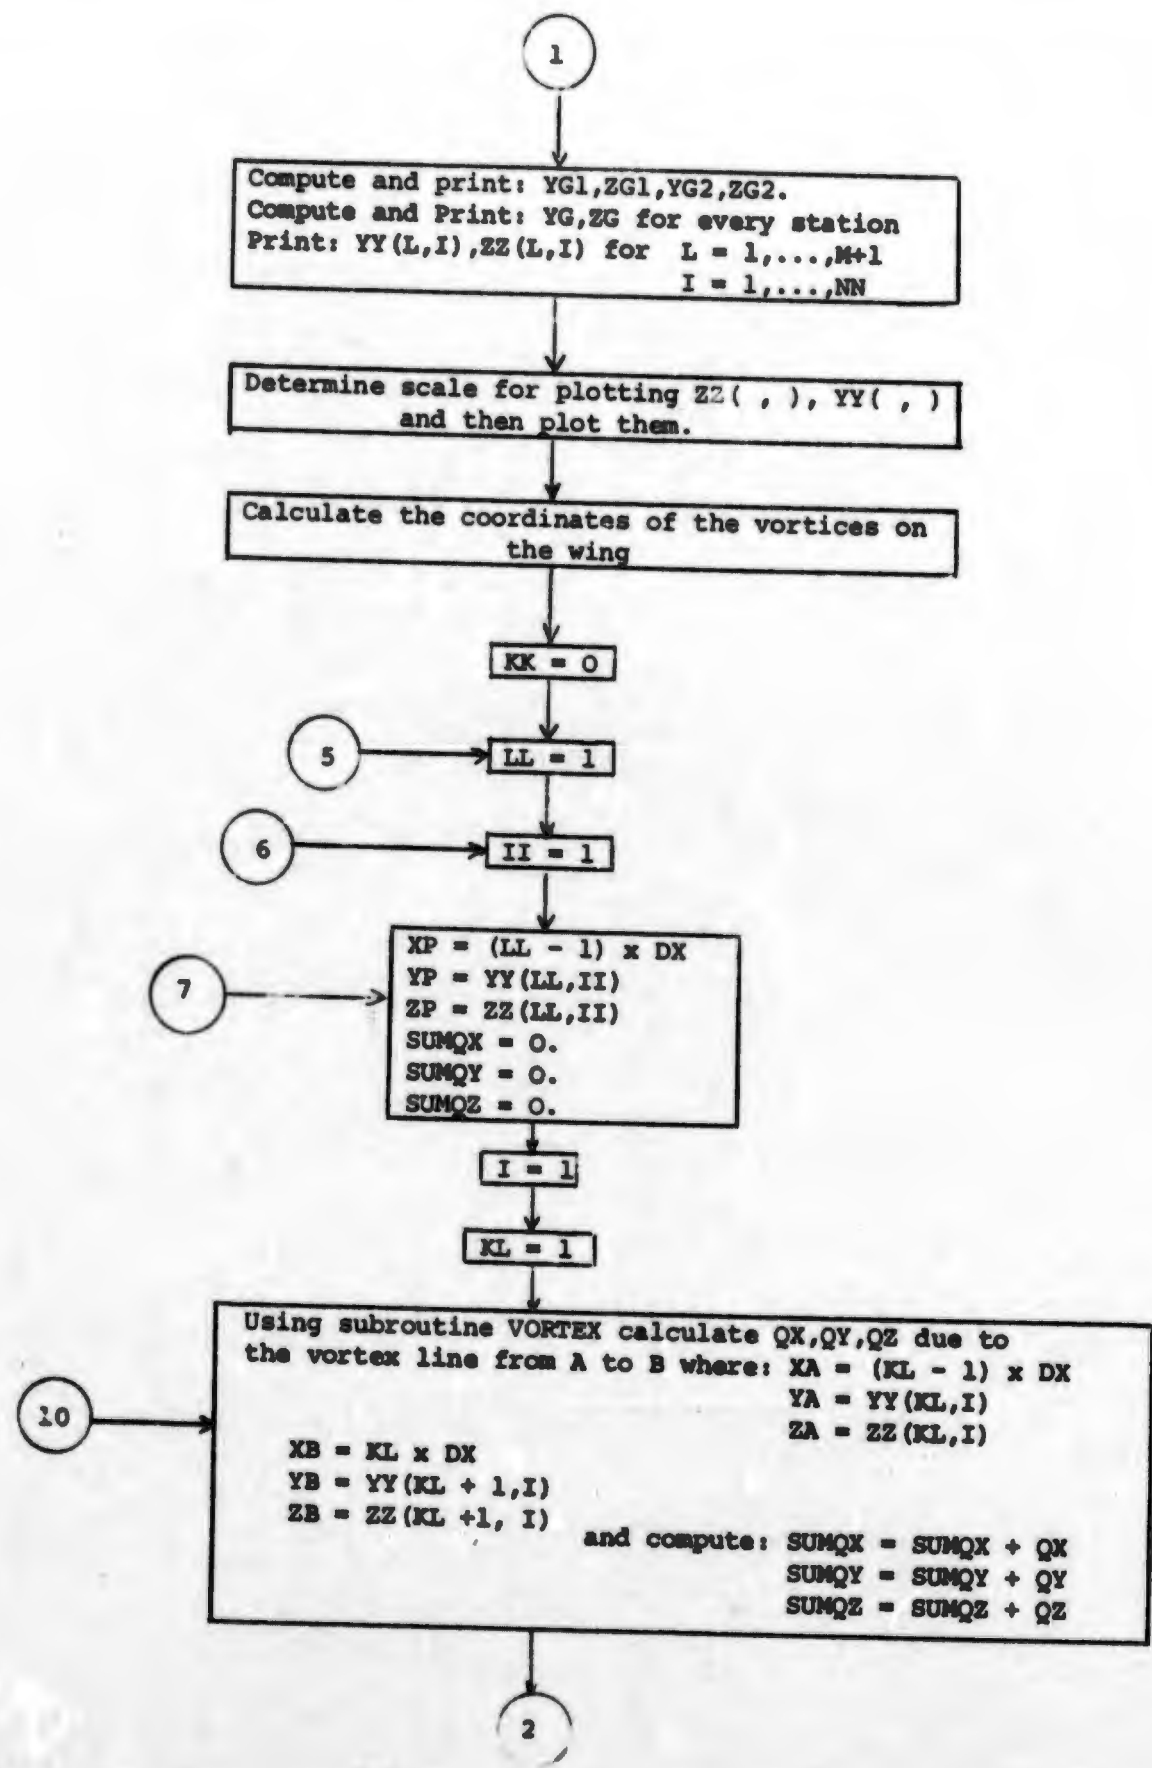 1
Compute and print: YG1,ZG1,YG2,ZG2.
Compute and Print: YG,ZG for every station
Print: YY(L,I),ZZ(L,I) for L = 1,...,M+1
I = 1,...,NN
Determine scale for plotting ZZ( , ), YY( , )
and then plot them.
Calculate the coordinates of the vortices on
the wing
KK = 0
5
LL = 1
6
II = 1
7
XP = (LL - 1) x DX
YP = YY(LL,II)
ZP = ZZ(LL,II)
SUMQX = 0.
SUMQY = 0.
SUMQZ = 0.
I = 1
KL = 1
10
Using subroutine VORTEX calculate QX,QY,QZ due to
the vortex line from A to B where: XA = (KL - 1) x DX
YA = YY(KL,I)
ZA = ZZ(KL,I)
XB = KL x DX
YB = YY(KL + 1,I)
ZB = ZZ(KL +1, I)
and compute: SUMQX = SUMQX + QX
SUMQY = SUMQY + QY
SUMQZ = SUMQZ + QZ
2